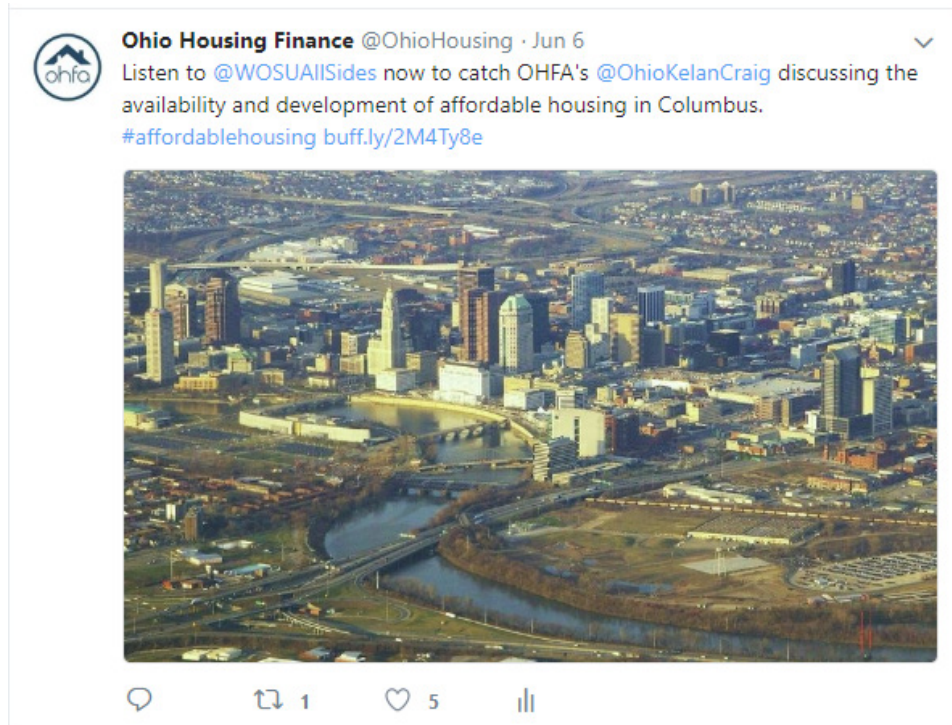 Ohio Housing Finance @OhioHousing · Jun 6
Listen to @WOSUAllSides now to catch OHFA's @OhioKelanCraig discussing the
availability and development of affordable housing in Columbus.
#affordablehousing buff.ly/2M4Ty8e
ohfa
1 5